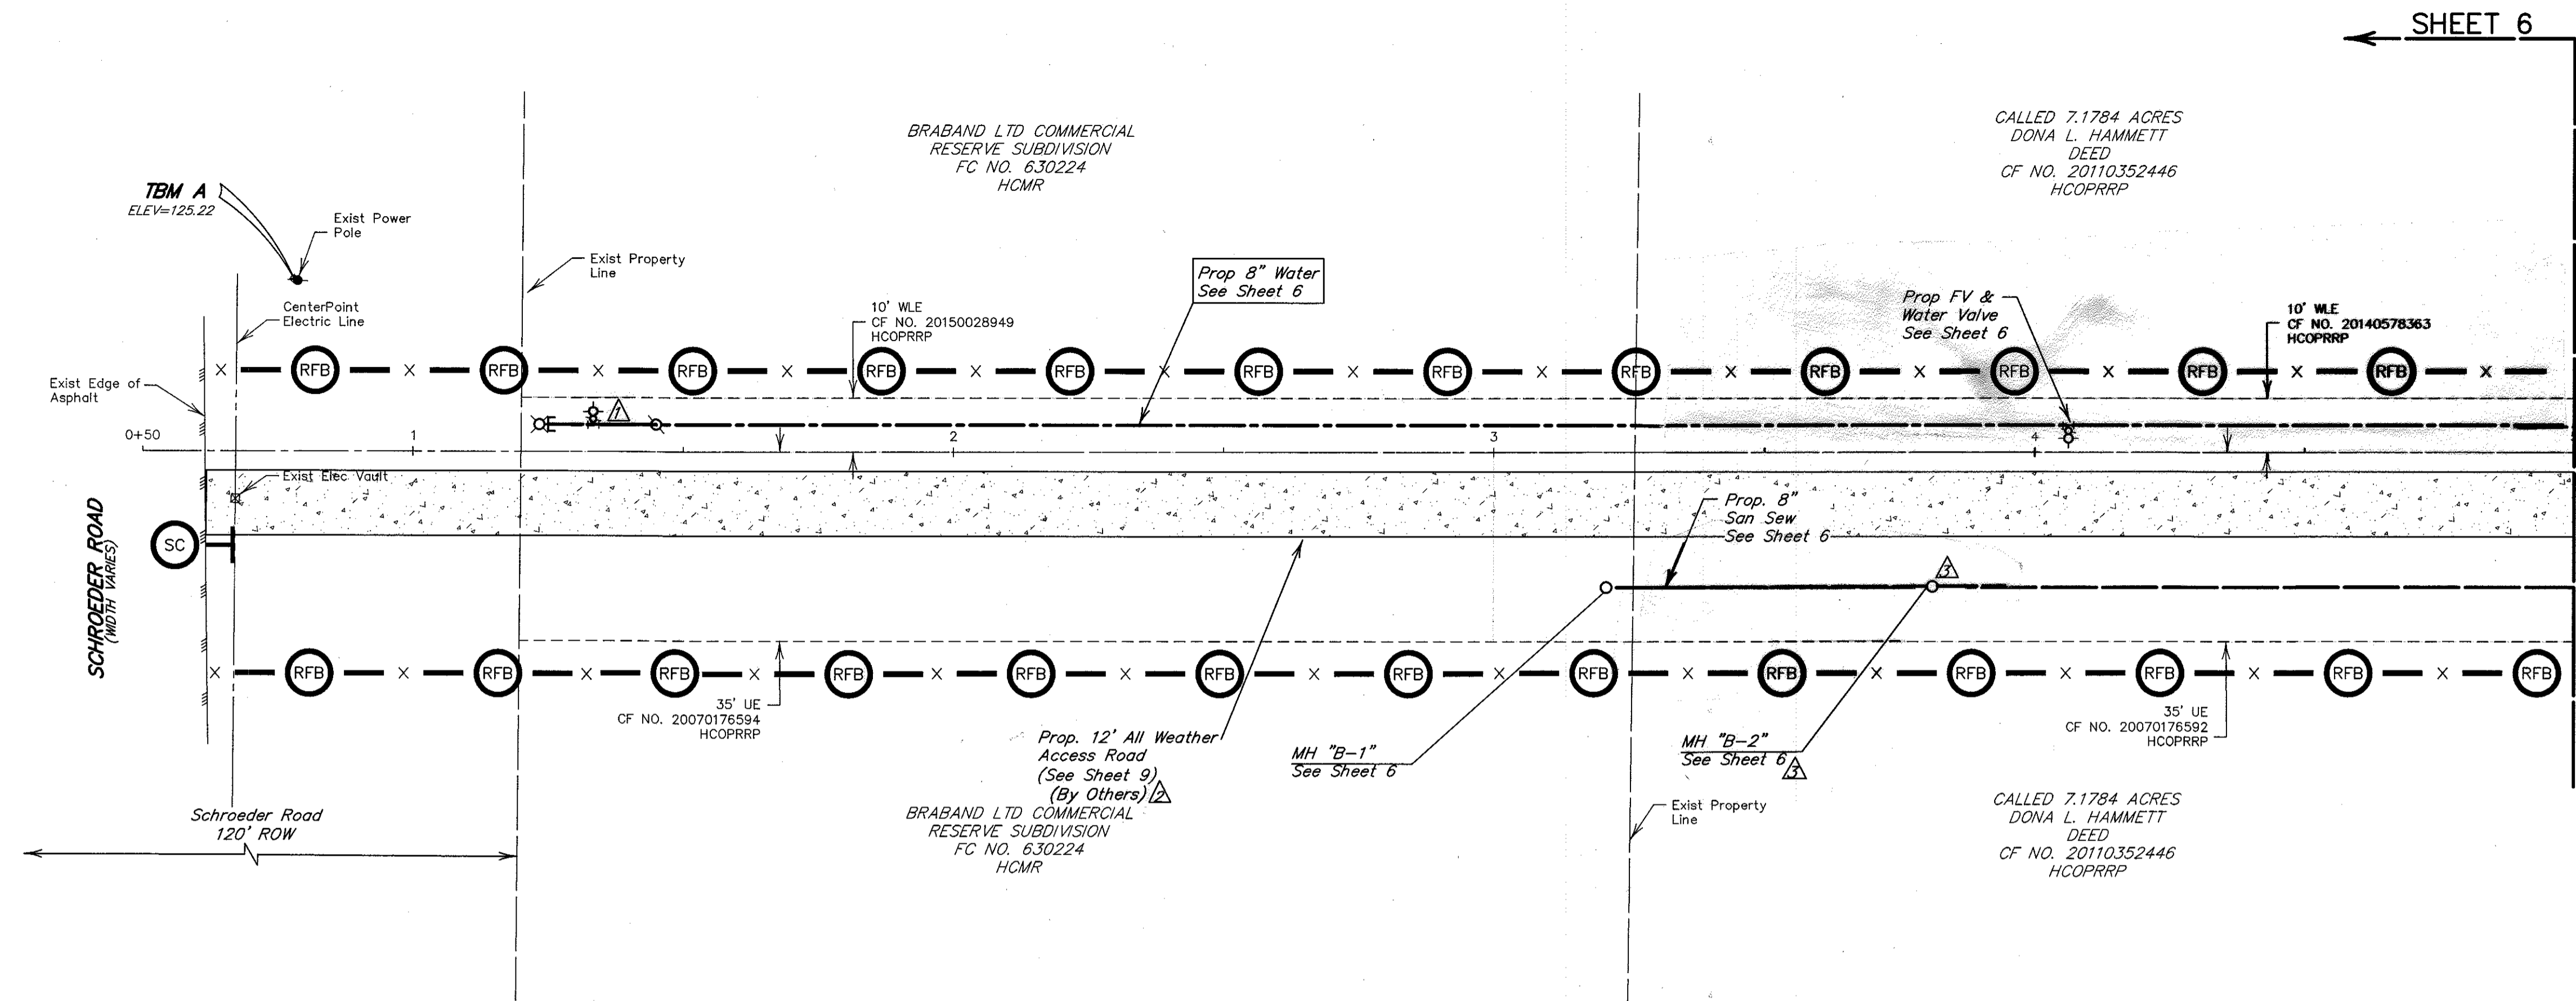 SHEET 6
BRABAND LTD COMMERCIAL
RESERVE SUBDIVISION
FC NO. 630224
HCMR
CALLED 7.1784 ACRES
DONA L. HAMMETT
DEED
CF NO. 20110352446
HCOPRRP
TBM A
ELEV=125.22
Exist Power
Pole
Exist Property
Line
CenterPoint
Electric Line
10' WLE
CF NO. 20150028949
HCOPRRP
Prop 8" Water
See Sheet 6
Prop FV &
Water Valve
See Sheet 6
10' WLE
CF NO. 20140578363
HCOPRRP
X RFB X RFB X RFB X RFB X RFB X RFB X RFB X RFB X RFB X RFB X RFB X RFB X
Exist Edge of
Asphalt
1
0+50
1
2
3
4
Exist Elec Vault
SCHROEDER ROAD
(WIDTH VARIES)
SC
Prop. 8"
San Sew
See Sheet 6
3
X RFB X RFB X RFB X RFB X RFB X RFB X RFB X RFB X RFB X RFB X RFB X RFB X RFB
35' UE
CF NO. 20070176594
HCOPRRP
Prop. 12' All Weather
Access Road
(See Sheet 9)
(By Others) 2
MH "B-1"
See Sheet 6
MH "B-2"
See Sheet 6 3
35' UE
CF NO. 20070176592
HCOPRRP
Schroeder Road
120' ROW
BRABAND LTD COMMERCIAL
RESERVE SUBDIVISION
FC NO. 630224
HCMR
Exist Property
Line
CALLED 7.1784 ACRES
DONA L. HAMMETT
DEED
CF NO. 20110352446
HCOPRRP